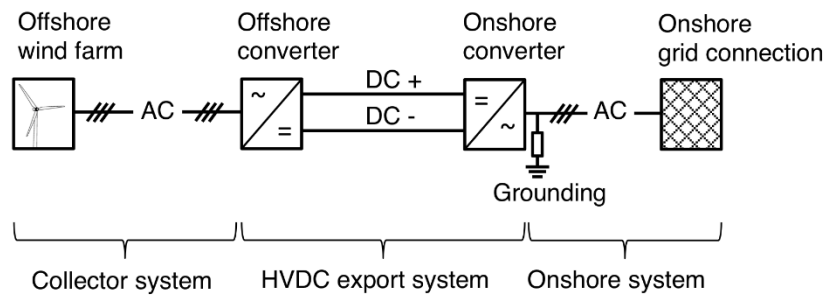 Offshore
wind farm
Offshore
converter
Onshore
converter
Onshore
grid connection
AC
~
=
DC +
DC -
=
~
AC
Grounding
Collector system
HVDC export system
Onshore system